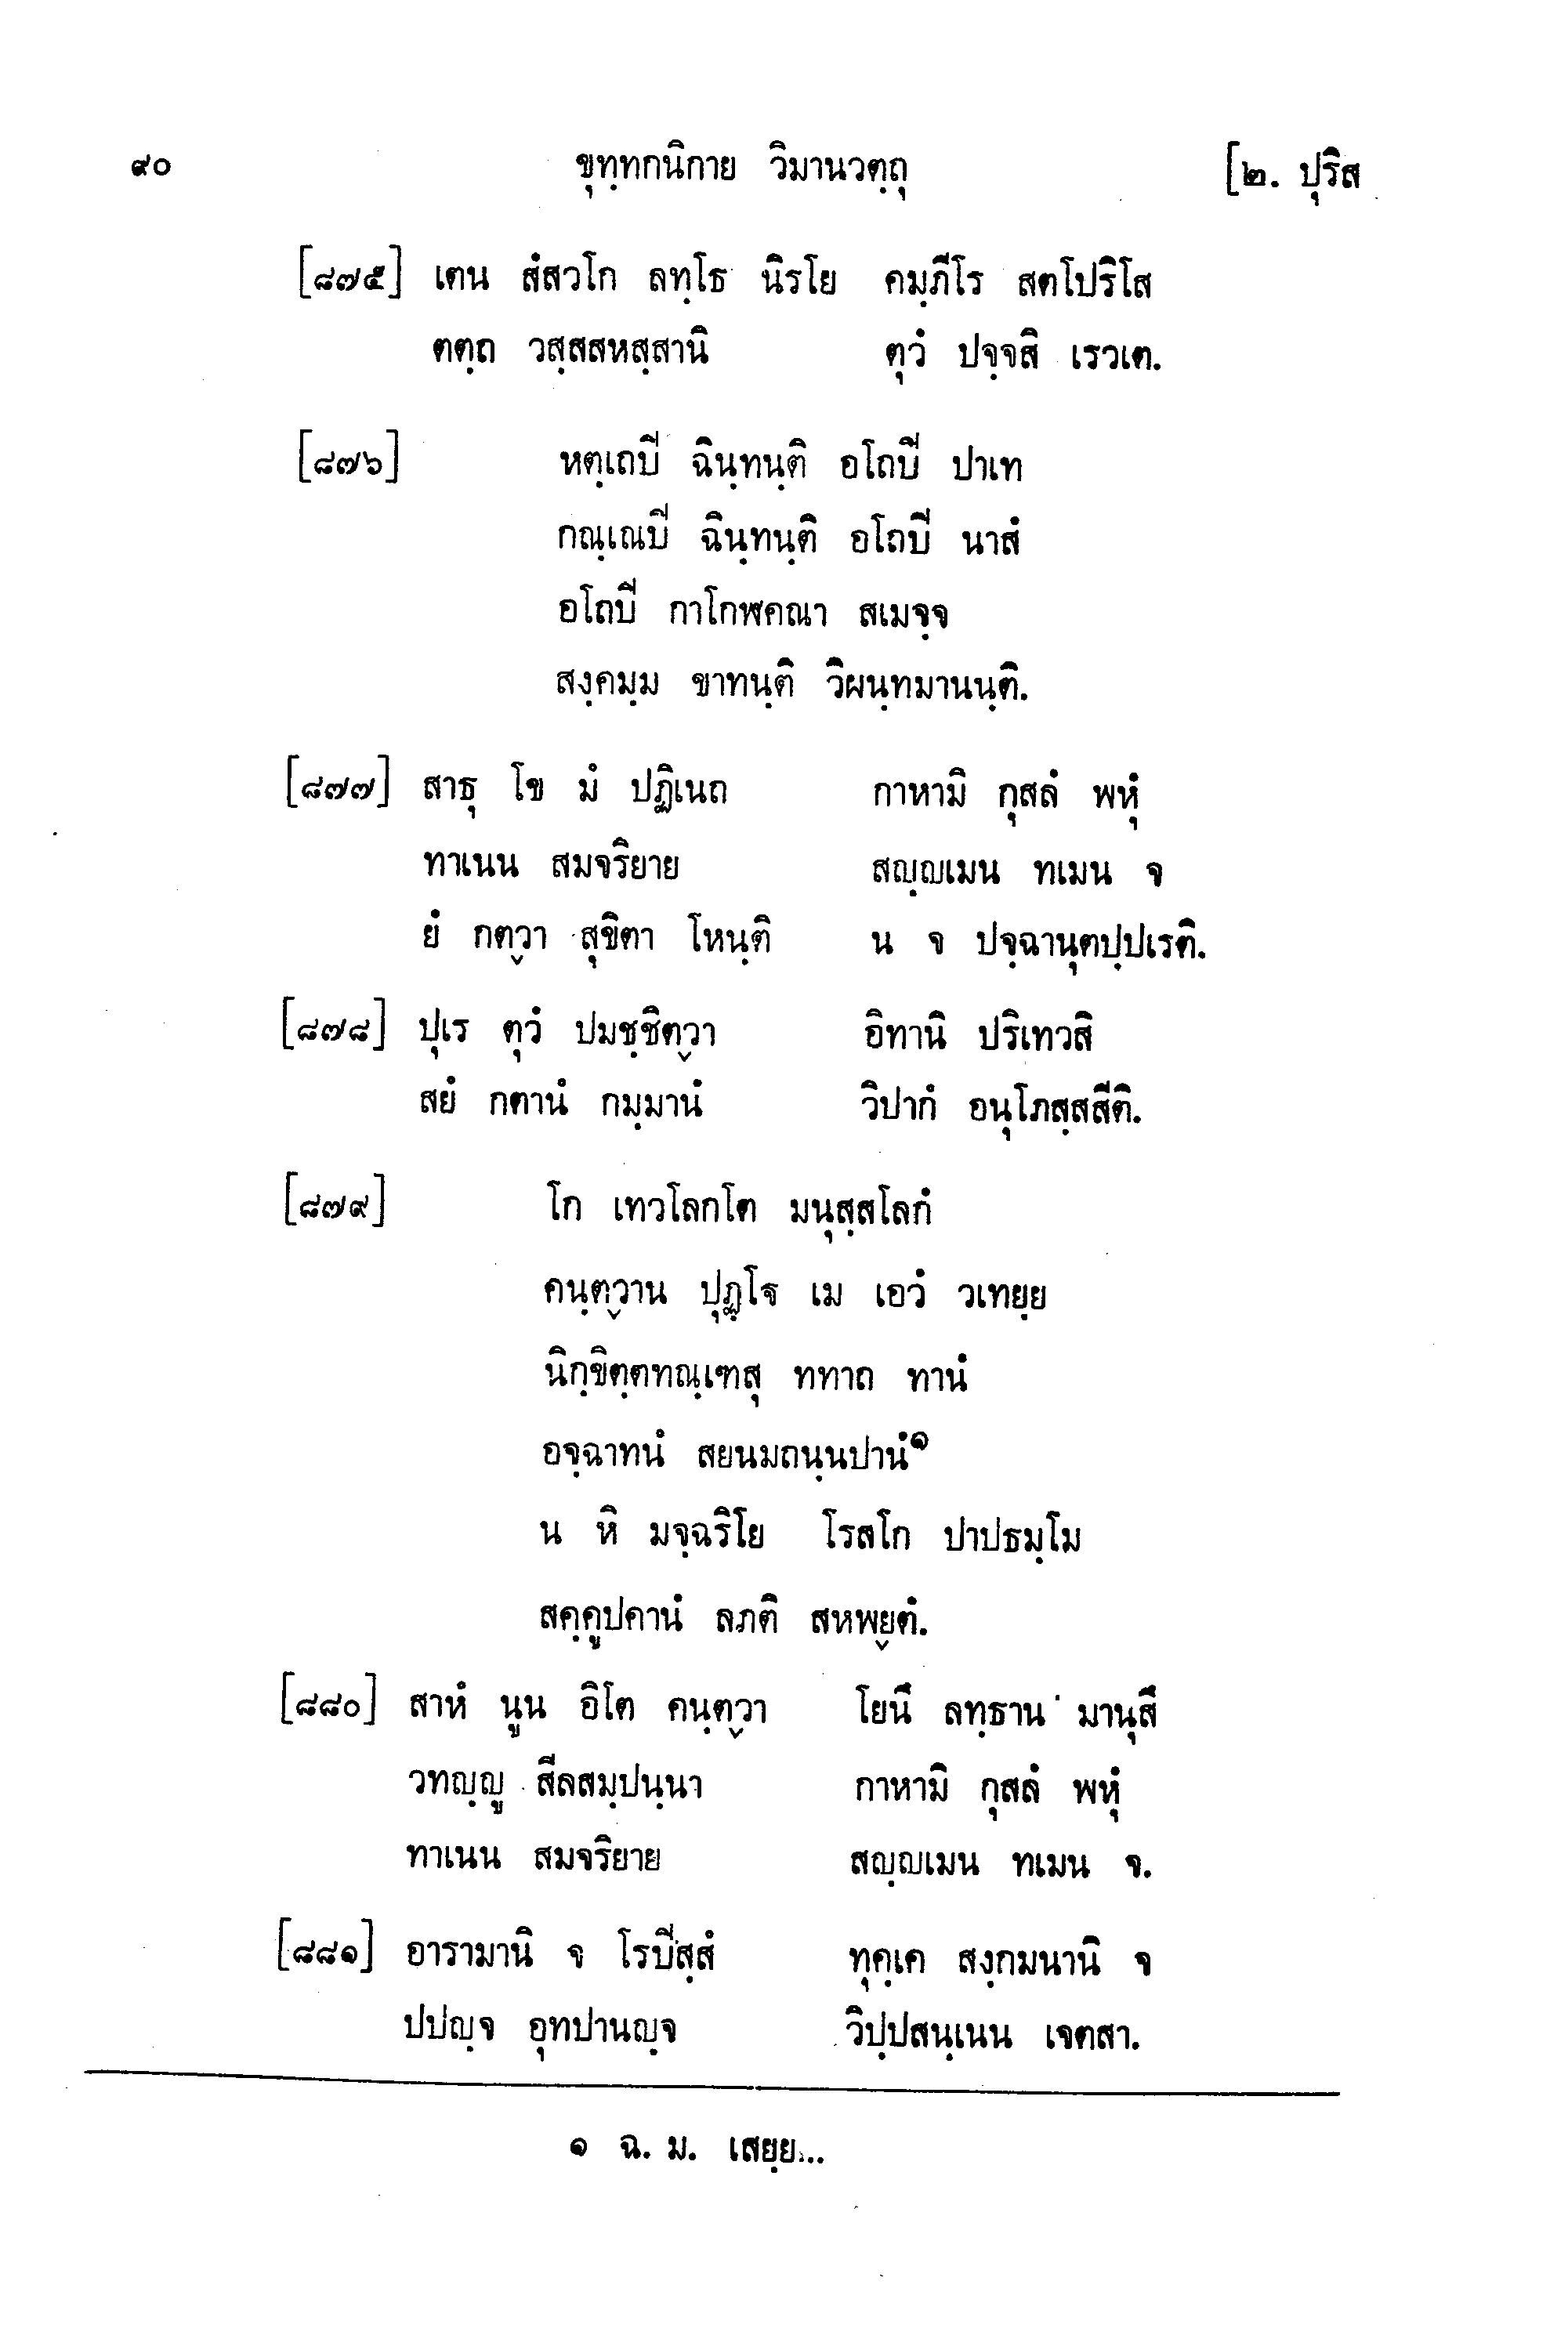 ๙๐ ขุทฺทกนิกาย วิมานวตฺถุ [๒. ปุริส
[๘๗๕] เตน สํสวโก ลทฺโธ นิรโย คมฺภีโร สตโปริโส
ตตฺถ วสฺสสหสฺสานิ ตุวํ ปจฺจสิ เรวเต.
[๘๗๖] หตฺเถปิ ฉินฺทนฺติ อโถปิ ปาเท
กณฺเณปิ ฉินฺทนฺติ อโถปิ นาสํ
อโถปิ กาโกฬคณา สเมจฺจ
สงฺคมฺม ขาทนฺติ วิผนฺทมานนฺติ.
[๘๗๗] สาธุ โข มํ ปฏิเนถ กาหามิ กุสลํ พหุํ
ทาเนน สมจริยาย สญฺญเมน ทเมน จ
ยํ กตฺวา สุขิตา โหนฺติ น จ ปจฺฉานุตปฺปเรติ.
[๘๗๘] ปุเร ตุวํ ปมชฺชิตฺวา อิทานิ ปริเทวสิ
สยํ กตานํ กมฺมานํ วิปากํ อนุโภสฺสสีติ.
[๘๗๙] โก เทวโลกโต มนุสฺสโลกํ
คนฺตฺวาน ปุฏฺโฐ เม เอวํ วเทยฺย
นิกฺขิตฺตทณฺเฑสุ ททาถ ทานํ
อจฺฉาทนํ สยนมถนฺนปานํ๑
น หิ มจฺฉริโย โรสโก ปาปธมฺโม
สคฺคูปคานํ ลภติ สหพฺยตํ.
[๘๘๐] สาหํ นูน อิโต คนฺตฺวา โยนึ ลทฺธาน มานุสึ
วทญฺญู สีลสมฺปนฺนา กาหามิ กุสลํ พหุํ
ทาเนน สมจริยาย สญฺญเมน ทเมน จ.
[๘๘๑] อารามานิ จ โรปิสฺสํ ทุคฺเค สงฺกมนานิ จ
ปปญฺจ อุทปานญฺจ วิปฺปสนฺเนน เจตสา.
๑ ฉ. ม. เสยฺย...